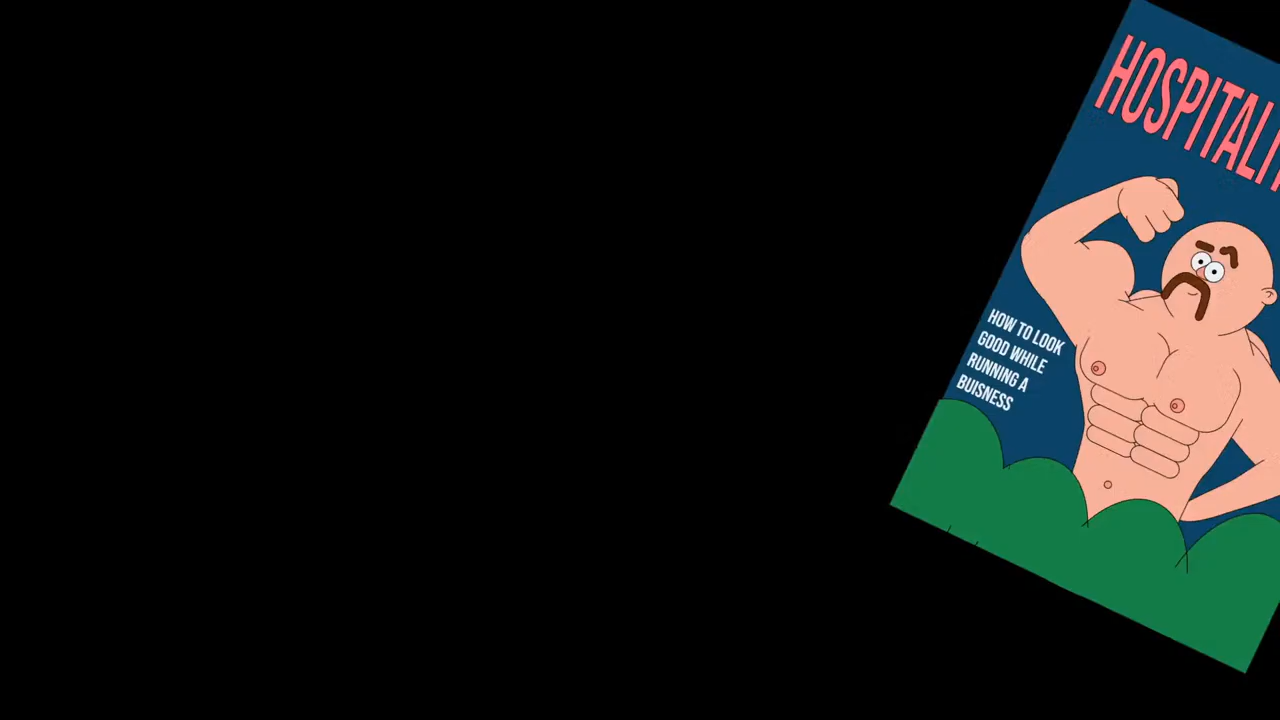 HOSPITALI
HOW TO LOOK
GOOD WHILE
RUNNING A
BUISNESS